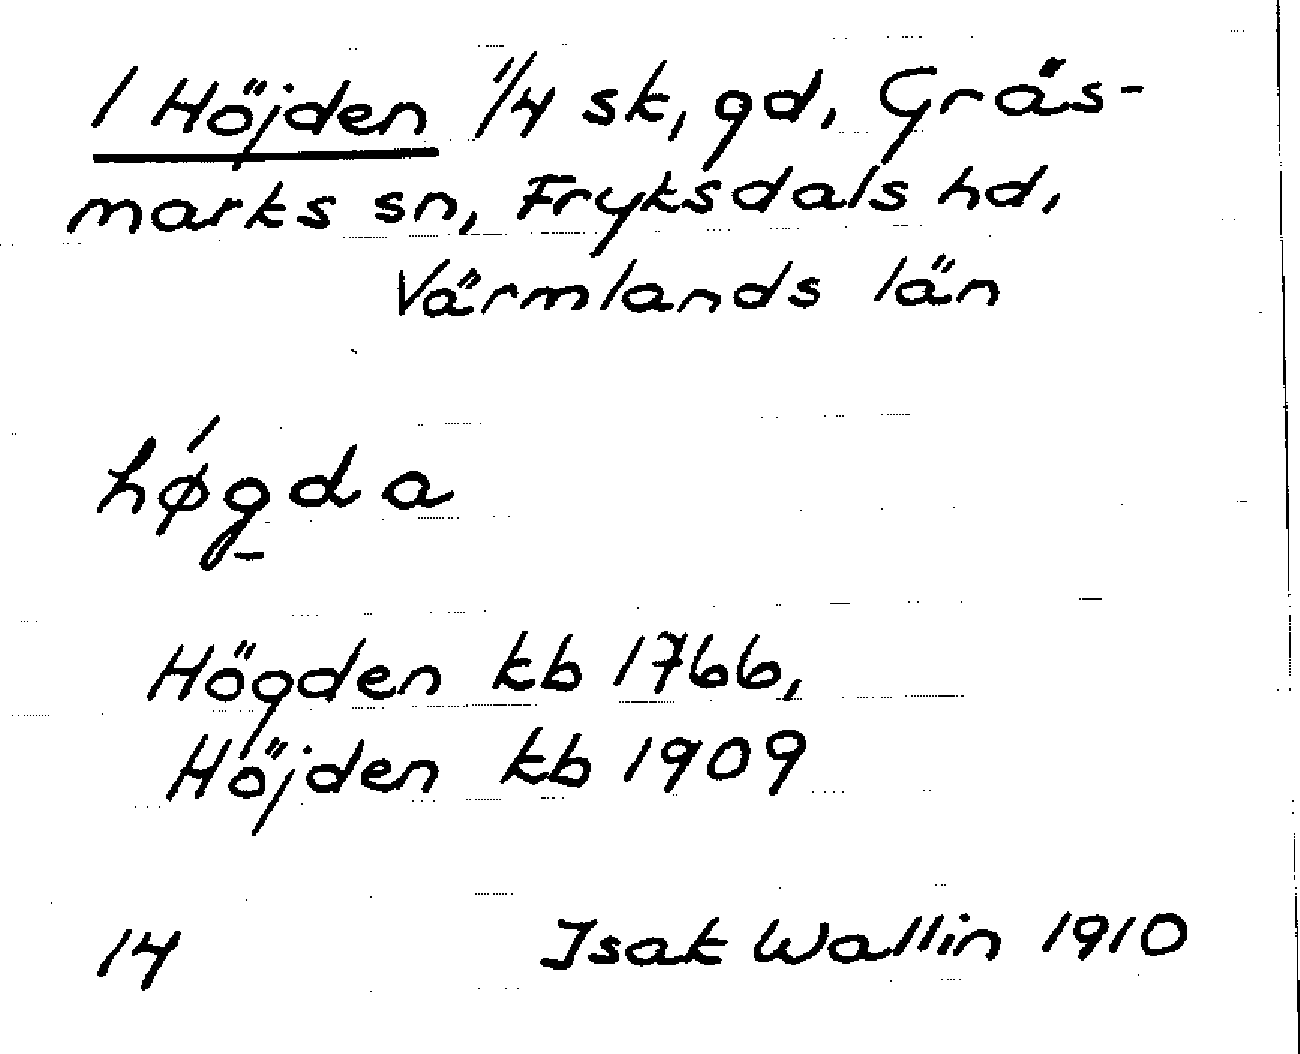 1 Höjden 1/4 sk, gd, Gräs-
marks sn, Fryksdals hd,
Värmlands län
hǿgda
Högden kb 1766,
Höjden kb 1909
14 Isak Wallin 1910